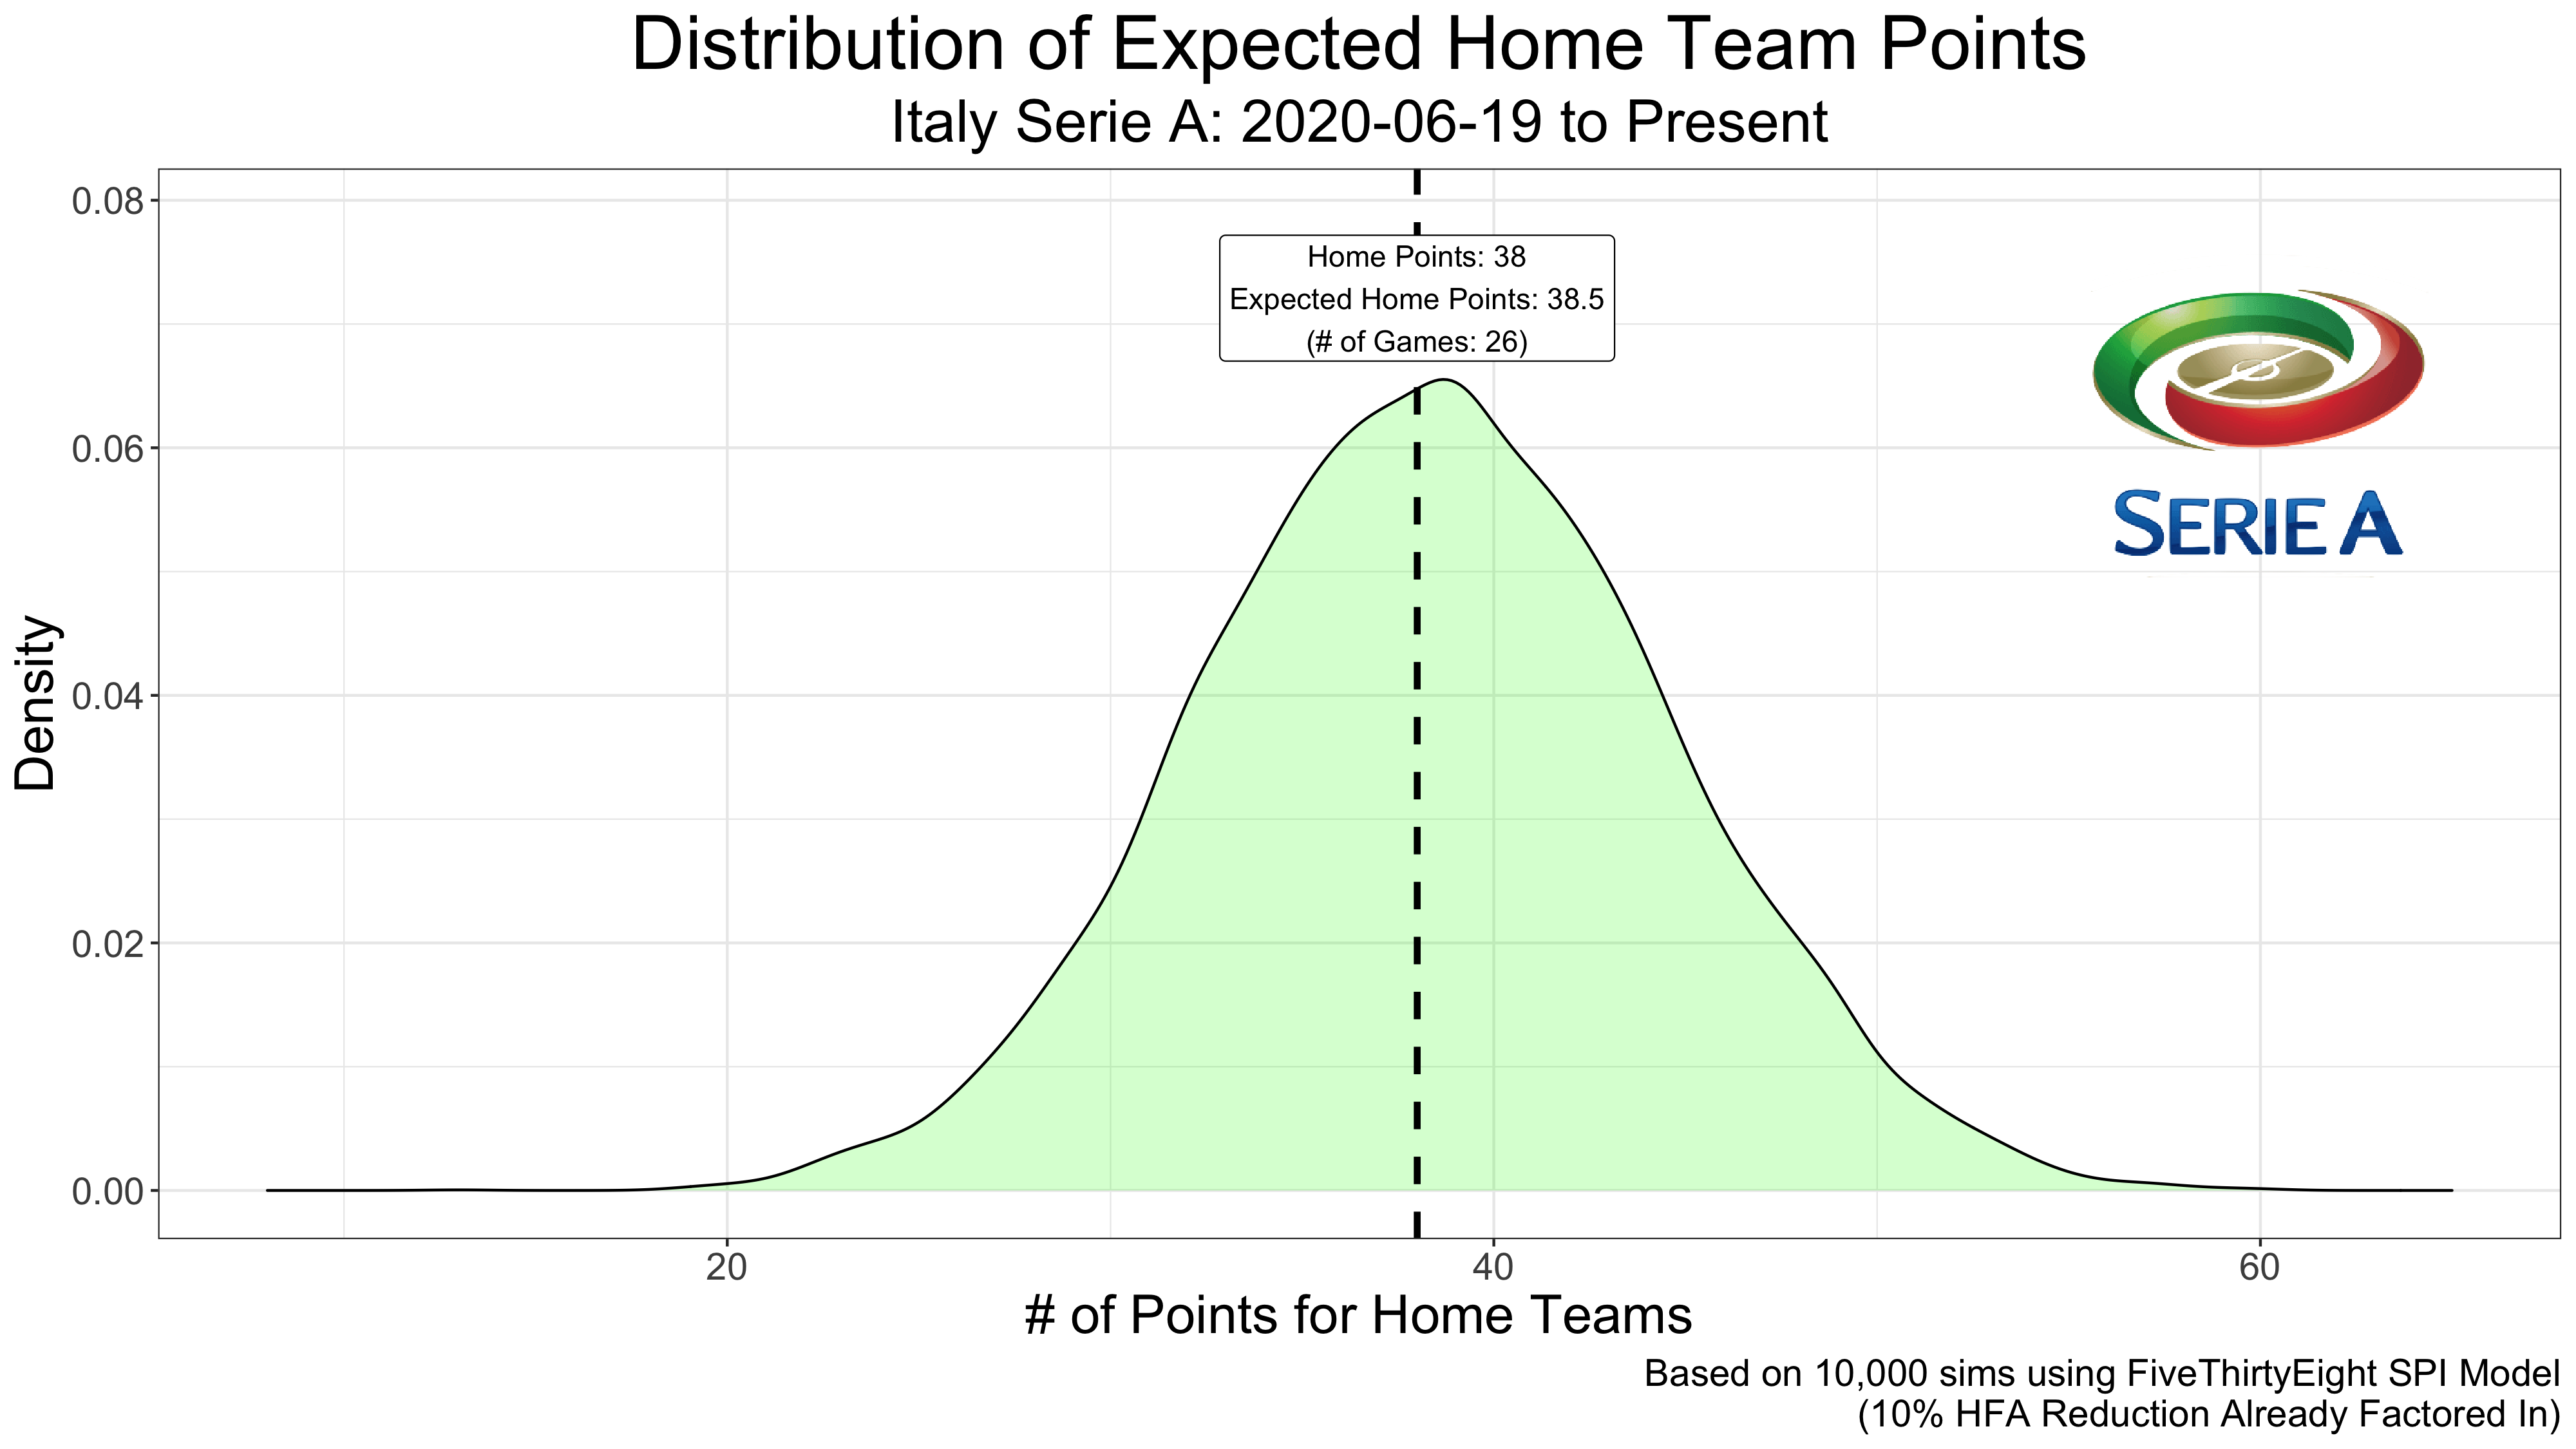 Distribution of Expected Home Team Points
Italy Serie A: 2020-06-19 to Present
0.08
0.06
0.04
0.02
0.00
Density
Home Points: 38
Expected Home Points: 38.5
(# of Games: 26)
SERIE A
20
40
60
# of Points for Home Teams
Based on 10,000 sims using FiveThirtyEight SPI Model
(10% HFA Reduction Already Factored In)